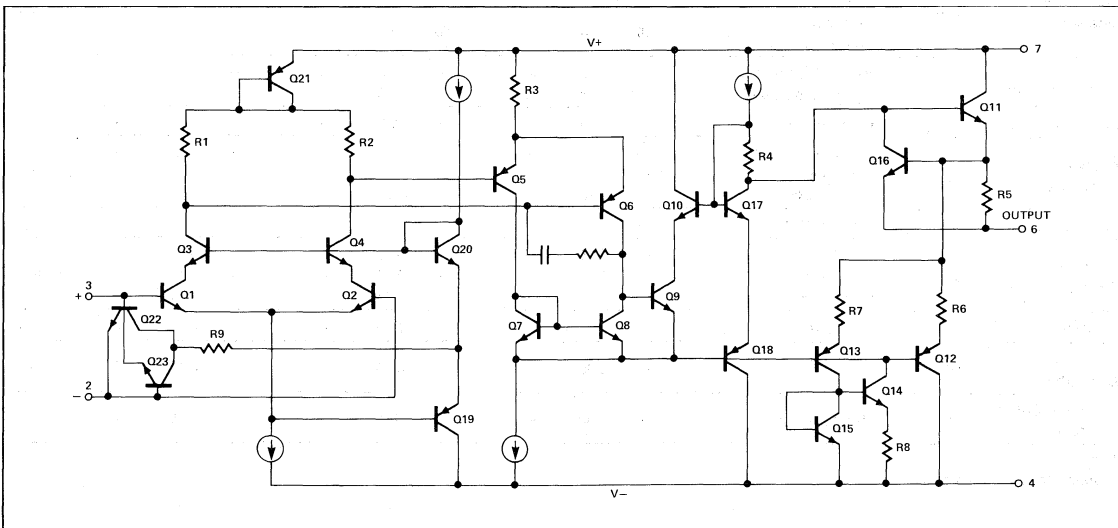 V+
7
Q21
R3
Q11
R1
R2
R4
Q16
Q5
Q6
Q10
Q17
R5
OUTPUT
6
Q3
Q4
Q20
3
+
Q1
Q2
Q9
R7
R6
Q22
R9
Q7
Q8
Q23
Q18
Q13
Q12
2
−
Q14
Q19
Q15
R8
V−
4